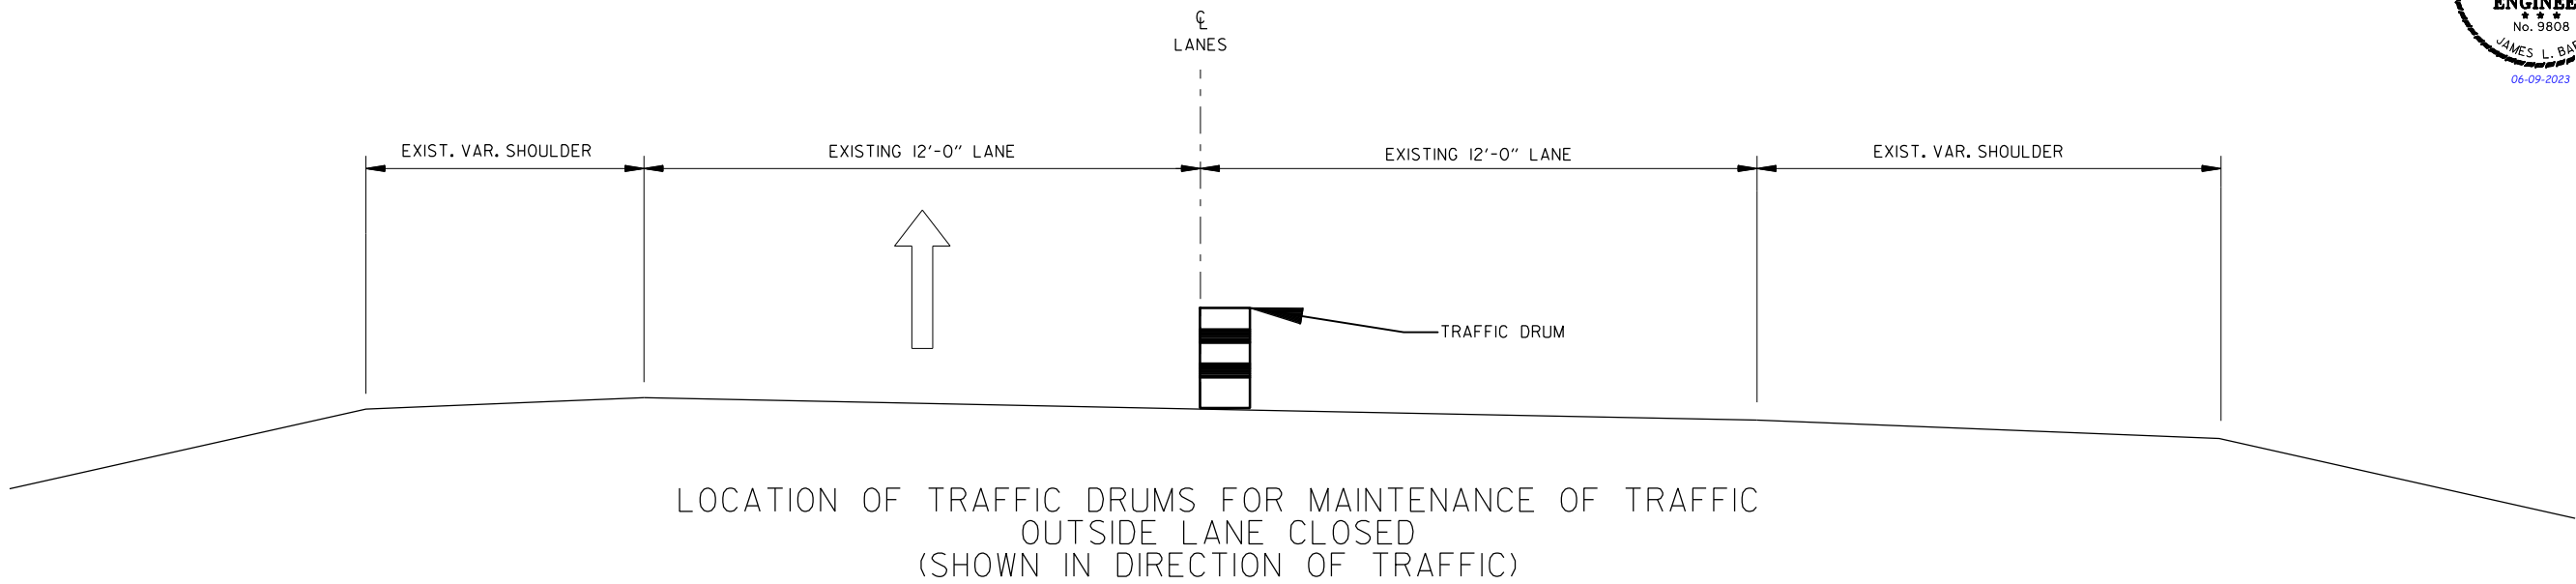 ℄
LANES
ENGINEE
★ ★ ★
No. 9808
JAMES L. BA
06-09-2023
EXIST. VAR. SHOULDER
EXISTING 12'-0" LANE
EXISTING 12'-0" LANE
EXIST. VAR. SHOULDER
TRAFFIC DRUM
LOCATION OF TRAFFIC DRUMS FOR MAINTENANCE OF TRAFFIC
OUTSIDE LANE CLOSED
(SHOWN IN DIRECTION OF TRAFFIC)